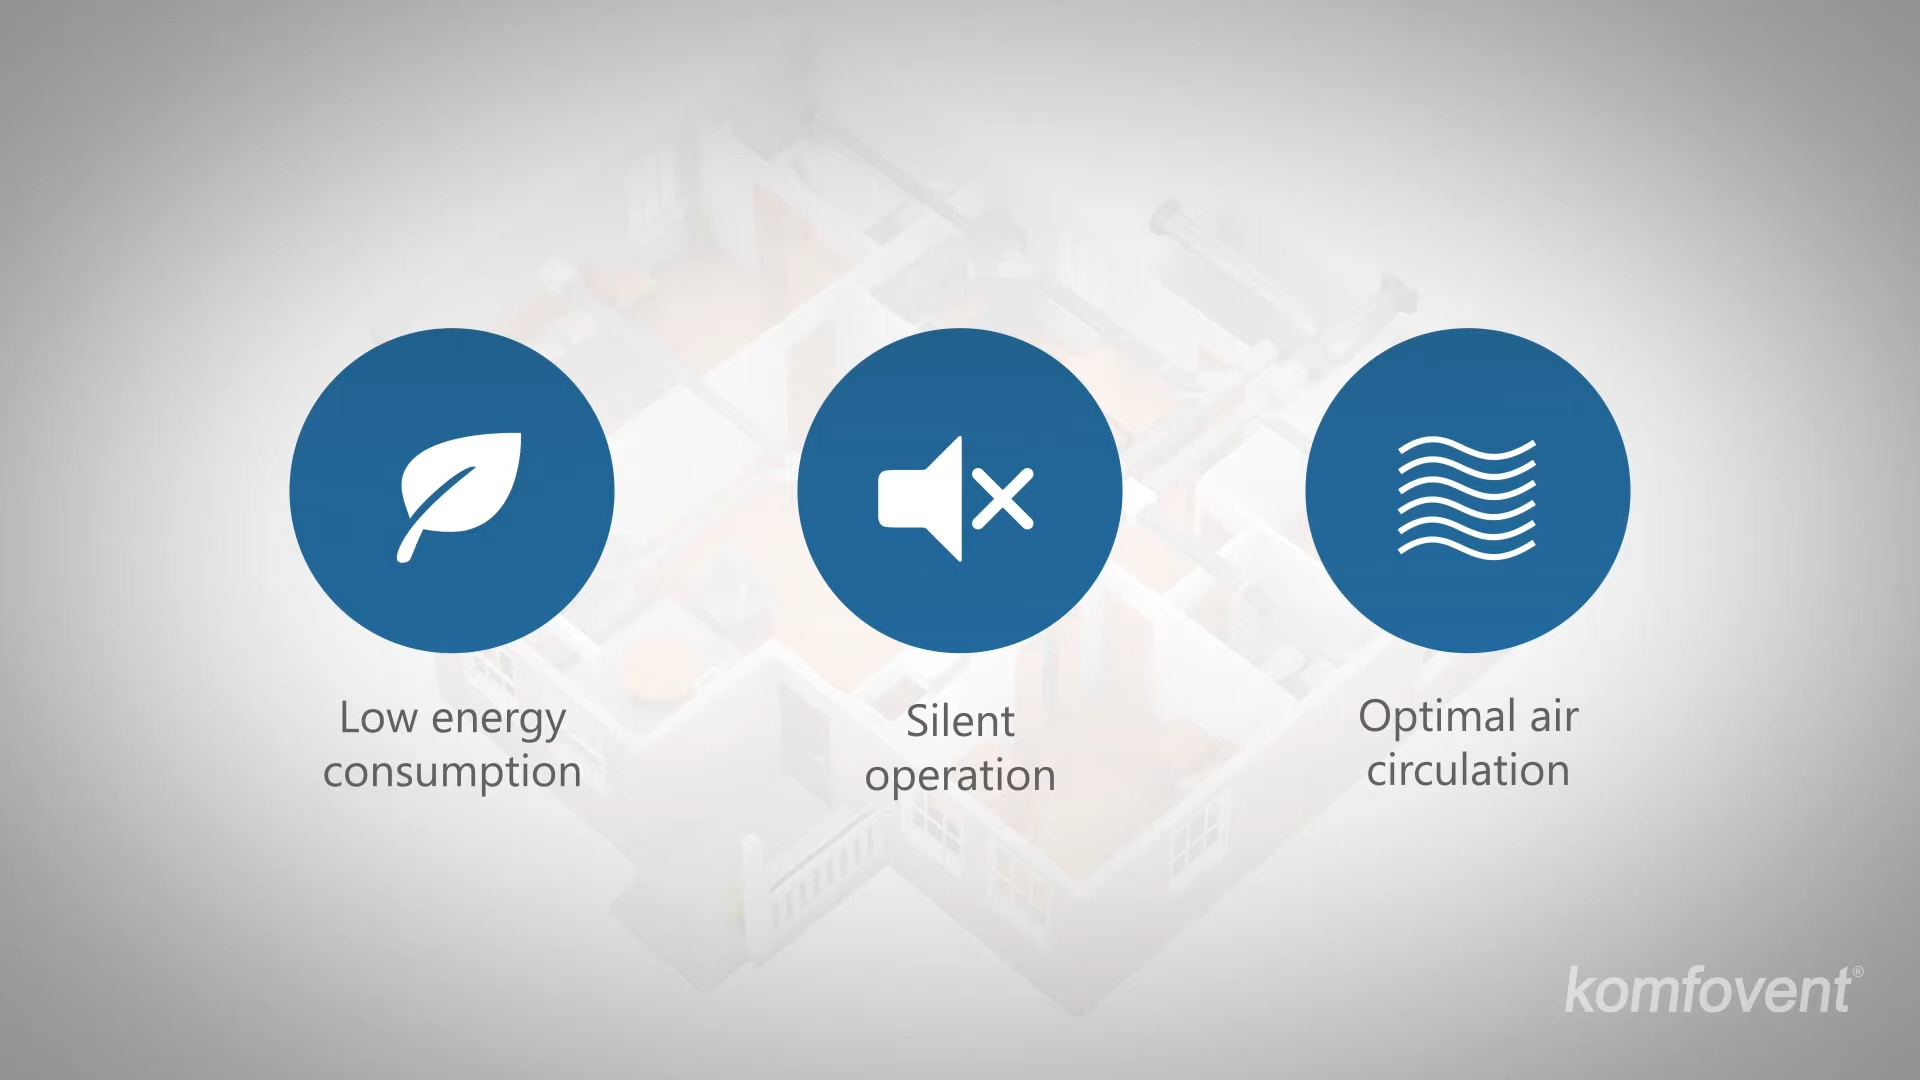 Low energy
consumption
Silent
operation
Optimal air
circulation
komfovent®